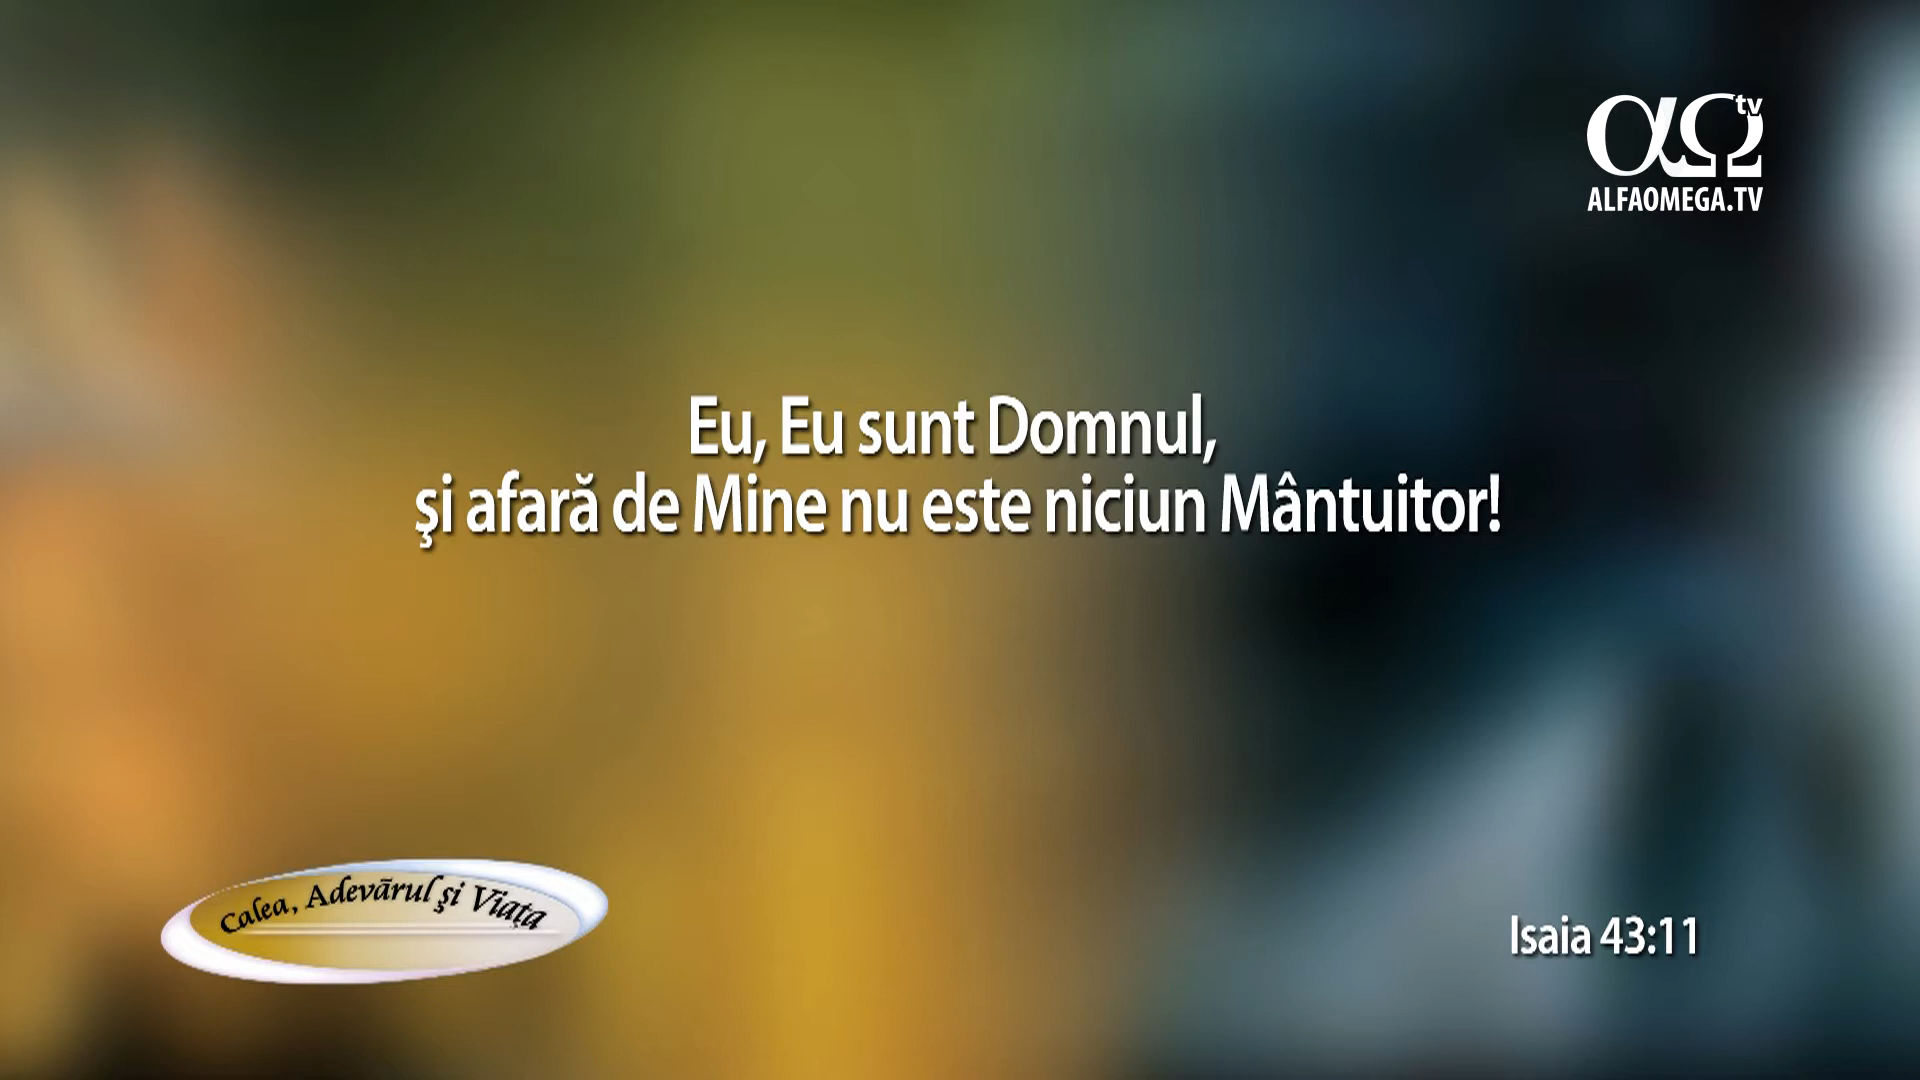 tv
ALFAOMEGA.TV
Eu, Eu sunt Domnul,
şi afară de Mine nu este niciun Mântuitor!
Calea, Adevărul şi Viaţa
Isaia 43:11